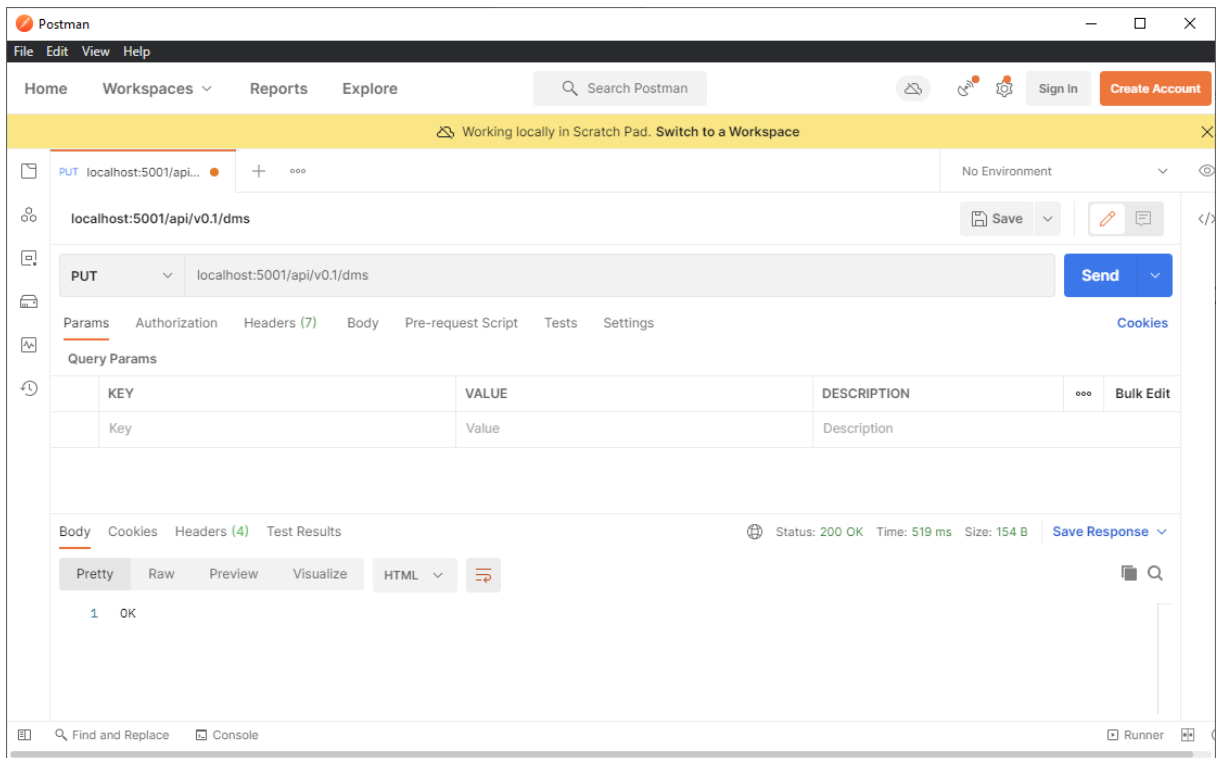 Postman
File Edit View Help
Home Workspaces Reports Explore Search Postman Sign In Create Account
Working locally in Scratch Pad. Switch to a Workspace
PUT localhost:5001/api... No Environment
localhost:5001/api/v0.1/dms Save
PUT localhost:5001/api/v0.1/dms Send
Params Authorization Headers (7) Body Pre-request Script Tests Settings Cookies
Query Params
KEY VALUE DESCRIPTION Bulk Edit
Key Value Description
Body Cookies Headers (4) Test Results Status: 200 OK Time: 519 ms Size: 154 B Save Response
Pretty Raw Preview Visualize HTML
1 OK
Find and Replace Console Runner